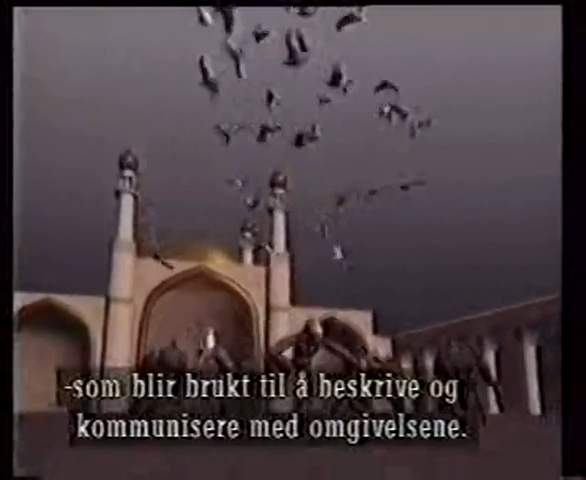 -som blir brukt til å beskrive og
kommunisere med omgivelsene.